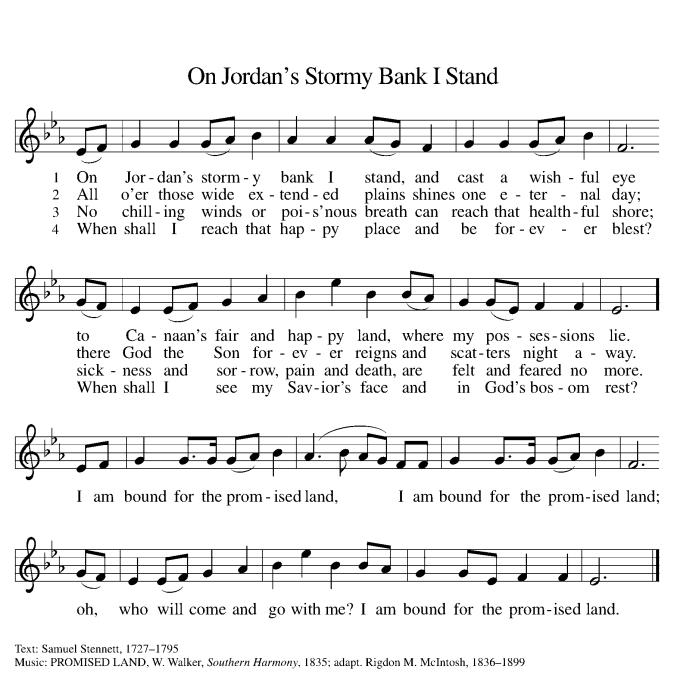 On Jordan's Stormy Bank I Stand
1 On Jor-dan's storm-y bank I stand, and cast a wish-ful eye
2 All o'er those wide ex-tend-ed plains shines one e-ter-nal day;
3 No chill-ing winds or poi-s'nous breath can reach that health-ful shore;
4 When shall I reach that hap-py place and be for-ev-er blest?
to Ca-naan's fair and hap-py land, where my pos-ses-sions lie.
there God the Son for-ev-er reigns and scat-ters night a-way.
sick-ness and sor-row, pain and death, are felt and feared no more.
When shall I see my Sav-ior's face and in God's bos-om rest?
I am bound for the prom-ised land, I am bound for the prom-ised land;
oh, who will come and go with me? I am bound for the prom-ised land.
Text: Samuel Stennett, 1727–1795
Music: PROMISED LAND, W. Walker, Southern Harmony, 1835; adapt. Rigdon M. McIntosh, 1836–1899